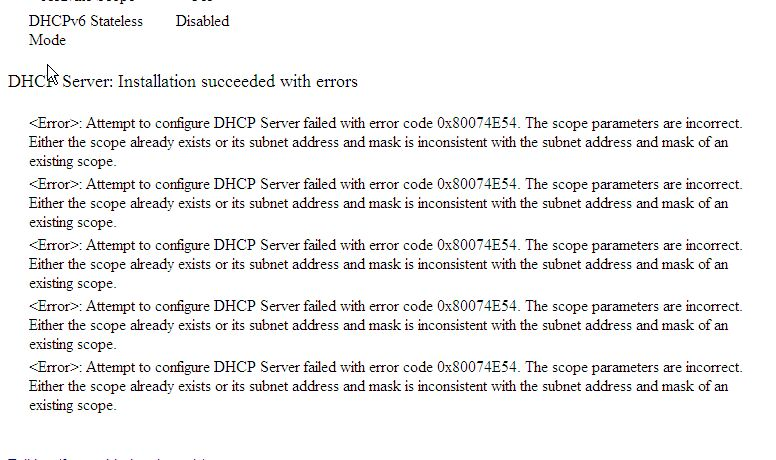 DHCPv6 Stateless Disabled
Mode
DHCP Server: Installation succeeded with errors
<Error>: Attempt to configure DHCP Server failed with error code 0x80074E54. The scope parameters are incorrect.
Either the scope already exists or its subnet address and mask is inconsistent with the subnet address and mask of an
existing scope.
<Error>: Attempt to configure DHCP Server failed with error code 0x80074E54. The scope parameters are incorrect.
Either the scope already exists or its subnet address and mask is inconsistent with the subnet address and mask of an
existing scope.
<Error>: Attempt to configure DHCP Server failed with error code 0x80074E54. The scope parameters are incorrect.
Either the scope already exists or its subnet address and mask is inconsistent with the subnet address and mask of an
existing scope.
<Error>: Attempt to configure DHCP Server failed with error code 0x80074E54. The scope parameters are incorrect.
Either the scope already exists or its subnet address and mask is inconsistent with the subnet address and mask of an
existing scope.
<Error>: Attempt to configure DHCP Server failed with error code 0x80074E54. The scope parameters are incorrect.
Either the scope already exists or its subnet address and mask is inconsistent with the subnet address and mask of an
existing scope.